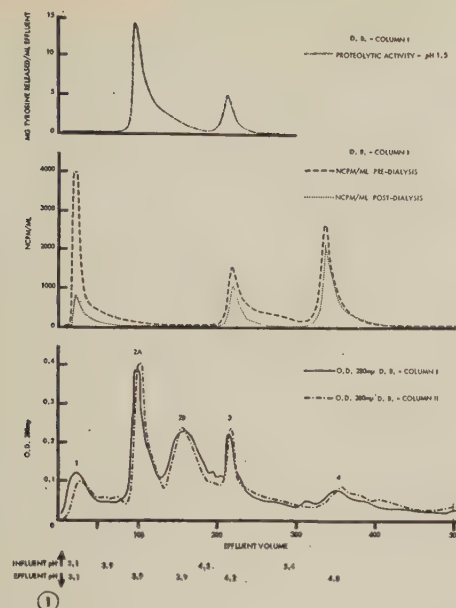 15
10
5
0
MG TYROSINE RELEASED/ML EFFLUENT
D. B. - COLUMN I
PROTEOLYTIC ACTIVITY - pH 1.5
4000
3000
2000
1000
0
NCPM/ML
D. B. - COLUMN I
NCPM/ML PRE-DIALYSIS
NCPM/ML POST-DIALYSIS
0.4
0.3
0.2
0.1
0
O.D. 280mμ
1
2A
2B
3
4
O.D. 280mμ D. B. - COLUMN I
O.D. 280mμ D. B. - COLUMN II
100
200
300
400
EFFLUENT VOLUME
INFLUENT pH 3.1 3.9 4.3 5.4
EFFLUENT pH 3.1 3.9 3.9 4.2 4.8
1